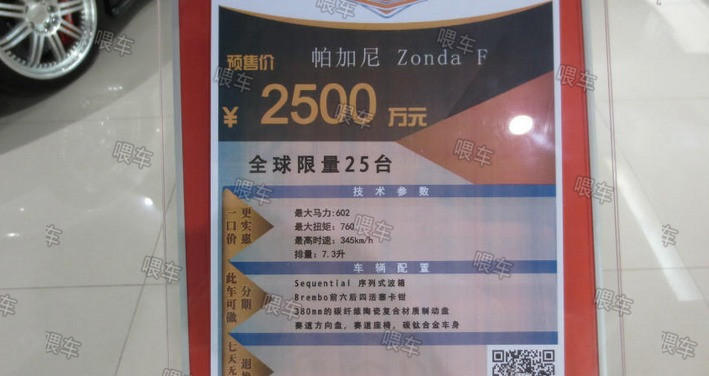 预售价
帕加尼 Zonda F
¥ 2500 万元
全球限量25台
技术参数
更实惠
一口价
最大马力:602
最大扭矩: 760
最高时速: 345km/h
排量: 7.3升
车辆配置
分期
此车可做
Sequential 序列式波箱
Brembo前六后四活塞卡钳
380mm的碳纤维陶瓷复合材质制动盘
赛道方向盘, 赛道座椅, 碳钛合金车身
七天无
喂车